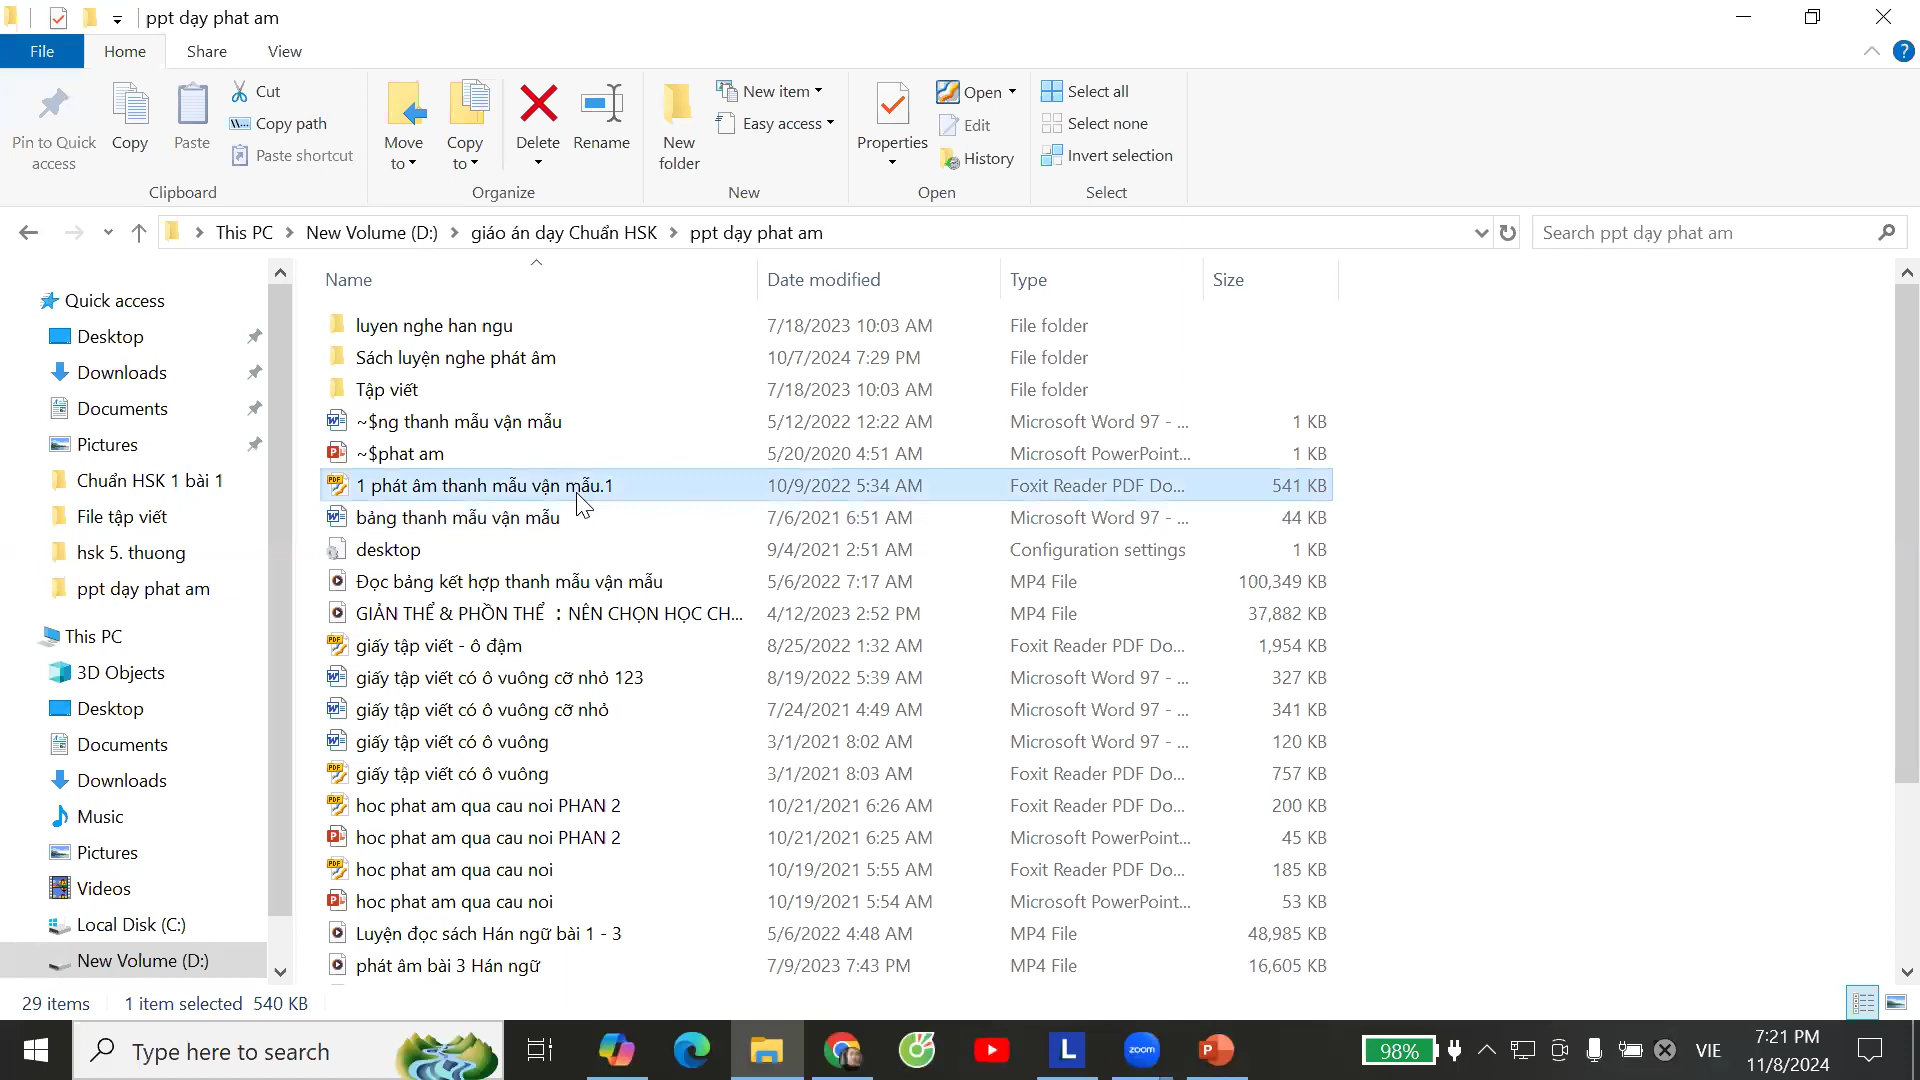 ppt dạy phat am
File
Home
Share
View
Pin to Quick access
Copy
Paste
Cut
Copy path
Paste shortcut
Clipboard
Move to
Copy to
Delete
Rename
Organize
New folder
New item
Easy access
New
Properties
Open
Edit
History
Open
Select all
Select none
Invert selection
Select
This PC
New Volume (D:)
giáo án dạy Chuẩn HSK
ppt dạy phat am
Search ppt dạy phat am
Quick access
Desktop
Downloads
Documents
Pictures
Chuẩn HSK 1 bài 1
File tập viết
hsk 5. thuong
ppt dạy phat am
This PC
3D Objects
Desktop
Documents
Downloads
Music
Pictures
Videos
Local Disk (C:)
New Volume (D:)
Name Date modified Type Size
luyen nghe han ngu 7/18/2023 10:03 AM File folder
Sách luyện nghe phát âm 10/7/2024 7:29 PM File folder
Tập viết 7/18/2023 10:03 AM File folder
~$ng thanh mẫu vận mẫu 5/12/2022 12:22 AM Microsoft Word 97 - ... 1 KB
~$phat am 5/20/2020 4:51 AM Microsoft PowerPoint... 1 KB
1 phát âm thanh mẫu vận mẫu.1 10/9/2022 5:34 AM Foxit Reader PDF Do... 541 KB
bảng thanh mẫu vận mẫu 7/6/2021 6:51 AM Microsoft Word 97 - ... 44 KB
desktop 9/4/2021 2:51 AM Configuration settings 1 KB
Đọc bảng kết hợp thanh mẫu vận mẫu 5/6/2022 7:17 AM MP4 File 100,349 KB
GIẢN THỂ & PHỒN THỂ ：NÊN CHỌN HỌC CH... 4/12/2023 2:52 PM MP4 File 37,882 KB
giấy tập viết - ô đậm 8/25/2022 1:32 AM Foxit Reader PDF Do... 1,954 KB
giấy tập viết có ô vuông cỡ nhỏ 123 8/19/2022 5:39 AM Microsoft Word 97 - ... 327 KB
giấy tập viết có ô vuông cỡ nhỏ 7/24/2021 4:49 AM Microsoft Word 97 - ... 341 KB
giấy tập viết có ô vuông 3/1/2021 8:02 AM Microsoft Word 97 - ... 120 KB
giấy tập viết có ô vuông 3/1/2021 8:03 AM Foxit Reader PDF Do... 757 KB
hoc phat am qua cau noi PHAN 2 10/21/2021 6:26 AM Foxit Reader PDF Do... 200 KB
hoc phat am qua cau noi PHAN 2 10/21/2021 6:25 AM Microsoft PowerPoint... 45 KB
hoc phat am qua cau noi 10/19/2021 5:55 AM Foxit Reader PDF Do... 185 KB
hoc phat am qua cau noi 10/19/2021 5:54 AM Microsoft PowerPoint... 53 KB
Luyện đọc sách Hán ngữ bài 1 - 3 5/6/2022 4:48 AM MP4 File 48,985 KB
phát âm bài 3 Hán ngữ 7/9/2023 7:43 PM MP4 File 16,605 KB
29 items 1 item selected 540 KB
Type here to search
L
zoom
98%
VIE
7:21 PM
11/8/2024